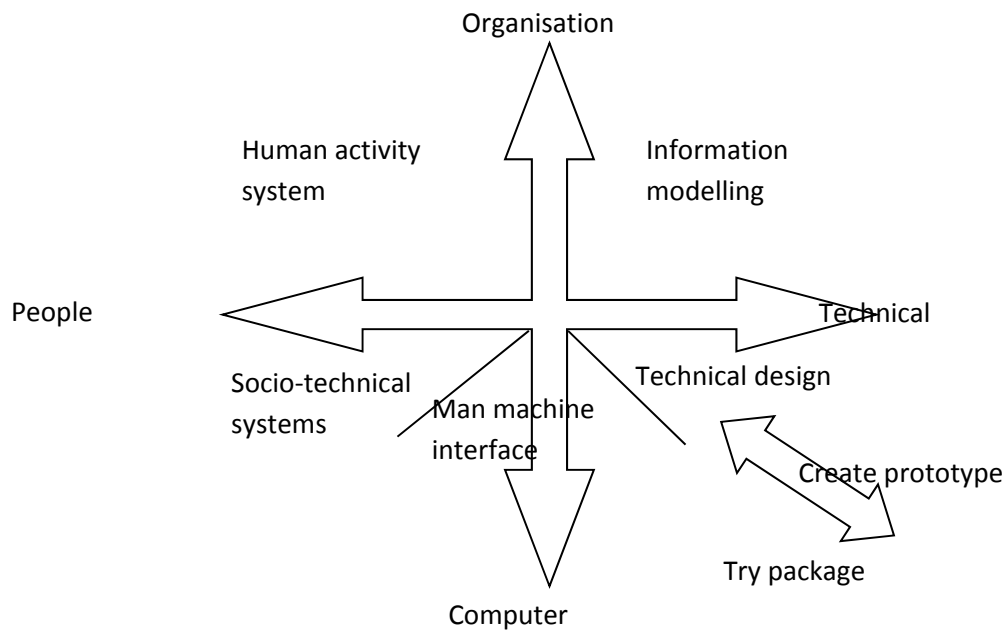 Organisation
Human activity
system
Information
modelling
People
Technical
Socio-technical
systems
Man machine
interface
Technical design
Create prototype
Try package
Computer